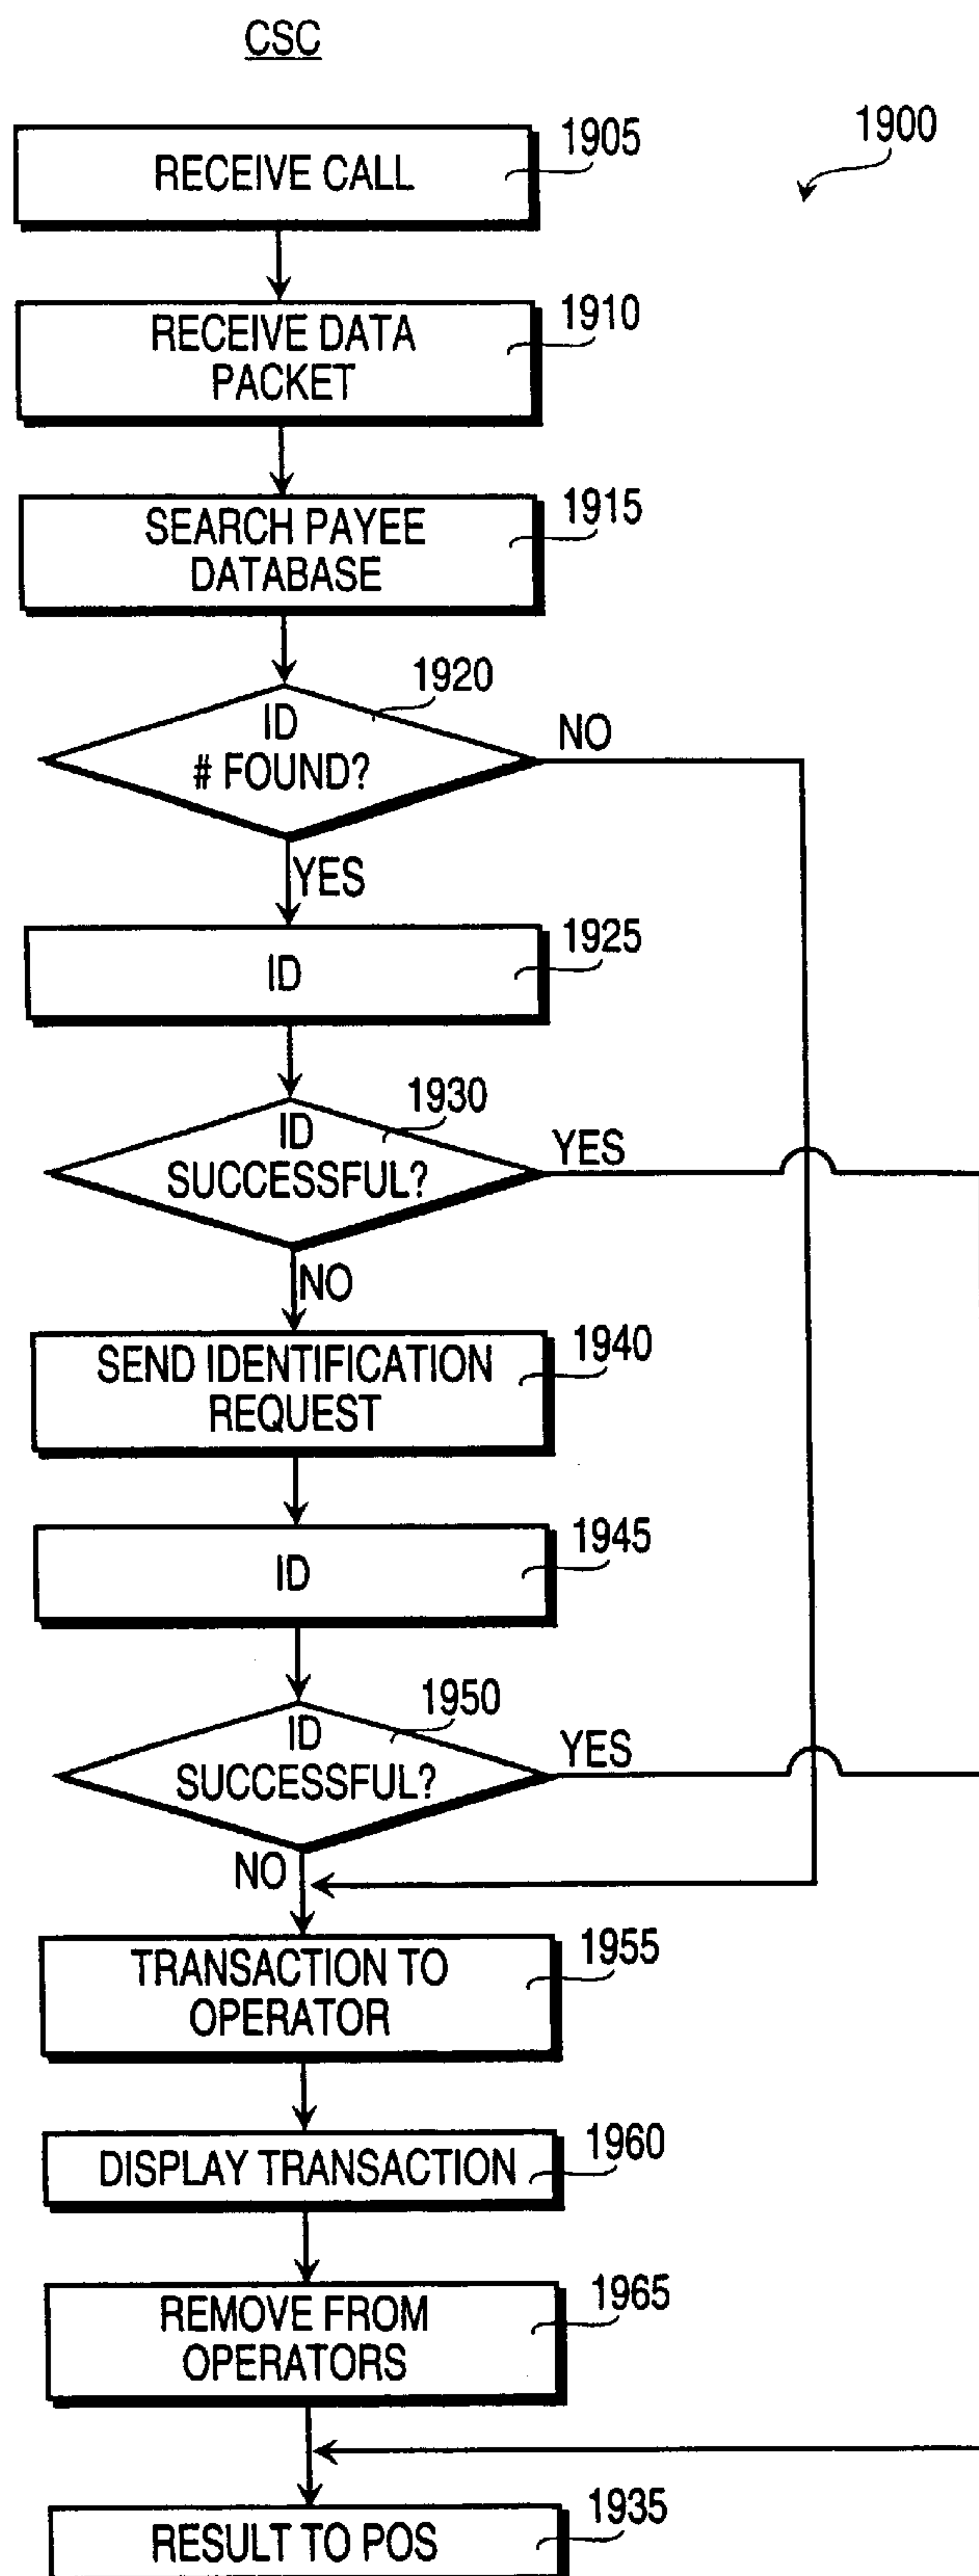 CSC
1900
RECEIVE CALL
1905
RECEIVE DATA
PACKET
1910
SEARCH PAYEE
DATABASE
1915
ID
# FOUND?
1920
NO
YES
ID
1925
ID
SUCCESSFUL?
1930
YES
NO
SEND IDENTIFICATION
REQUEST
1940
ID
1945
ID
SUCCESSFUL?
1950
YES
NO
TRANSACTION TO
OPERATOR
1955
DISPLAY TRANSACTION
1960
REMOVE FROM
OPERATORS
1965
RESULT TO POS
1935